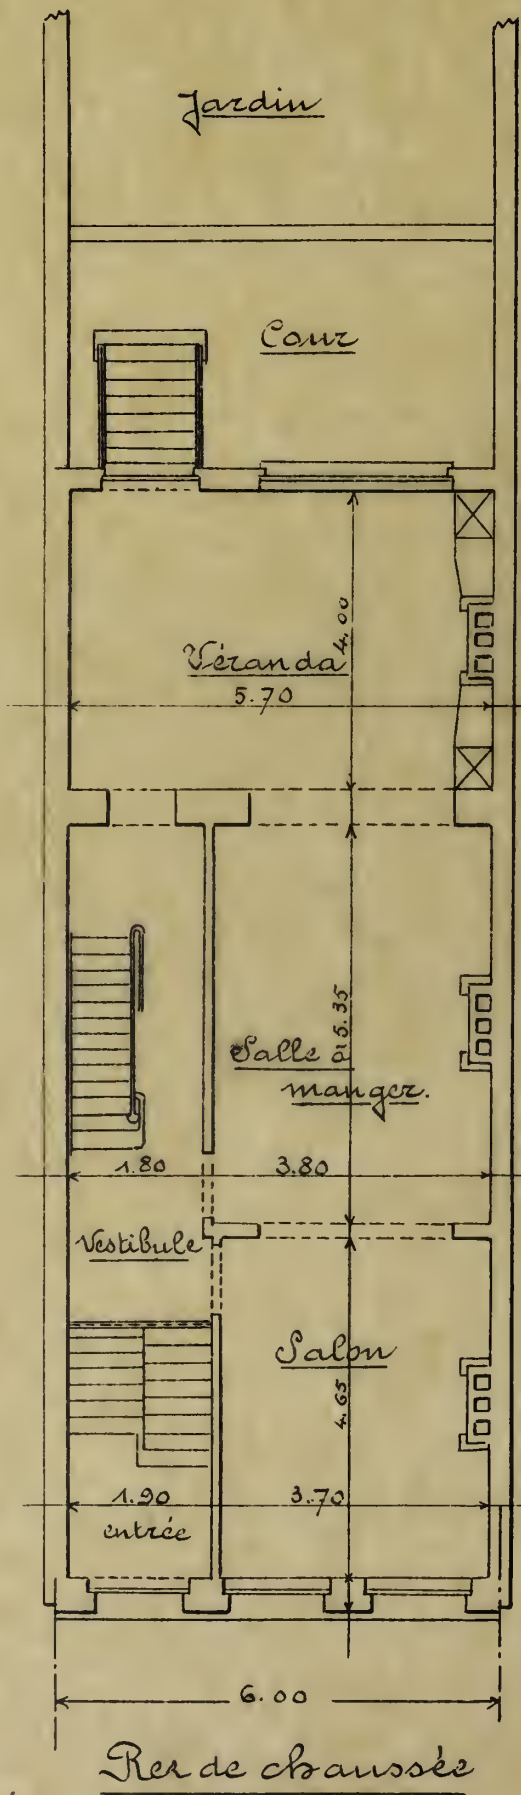 Jardin
Cour
4.00
Véranda
5.70
5.35
Salle à
manger.
1.80
3.80
Vestibule
Salon
4.65
1.90
3.70
entrée
6.00
Rez de chaussée